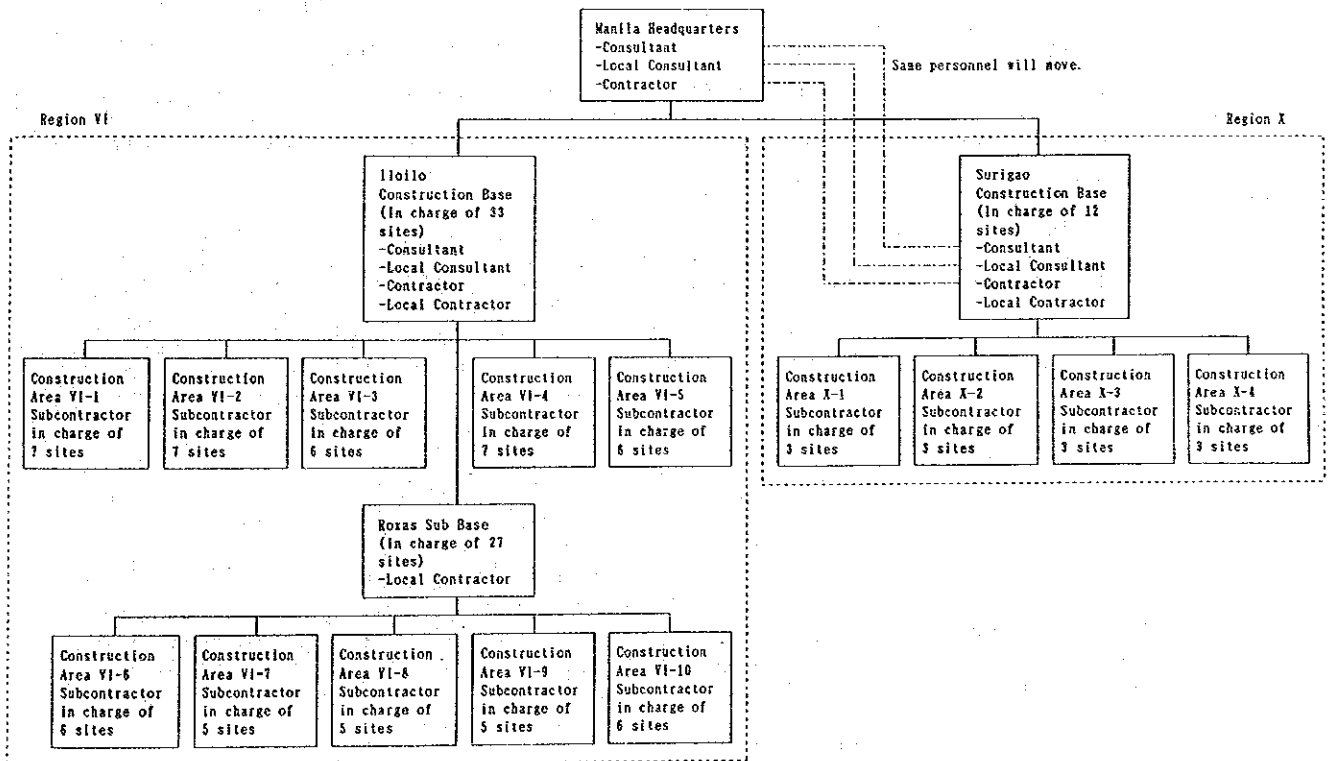 Manila Headquarters
-Consultant
-Local Consultant
-Contractor
Same personnel will move.
Region VI
Region X
Iloilo
Construction Base
(In charge of 33
sites)
-Consultant
-Local Consultant
-Contractor
-Local Contractor
Surigao
Construction Base
(In charge of 12
sites)
-Consultant
-Local Consultant
-Contractor
-Local Contractor
Construction
Area VI-1
Subcontractor
in charge of
7 sites
Construction
Area VI-2
Subcontractor
in charge of
7 sites
Construction
Area VI-3
Subcontractor
in charge of
6 sites
Construction
Area VI-4
Subcontractor
in charge of
7 sites
Construction
Area VI-5
Subcontractor
in charge of
6 sites
Construction
Area X-1
Subcontractor
in charge of
3 sites
Construction
Area X-2
Subcontractor
in charge of
3 sites
Construction
Area X-3
Subcontractor
in charge of
3 sites
Construction
Area X-4
Subcontractor
in charge of
3 sites
Roxas Sub Base
(In charge of 27
sites)
-Local Contractor
Construction
Area VI-6
Subcontractor
in charge of
6 sites
Construction
Area VI-7
Subcontractor
in charge of
5 sites
Construction
Area VI-8
Subcontractor
in charge of
5 sites
Construction
Area VI-9
Subcontractor
in charge of
5 sites
Construction
Area VI-10
Subcontractor
in charge of
6 sites